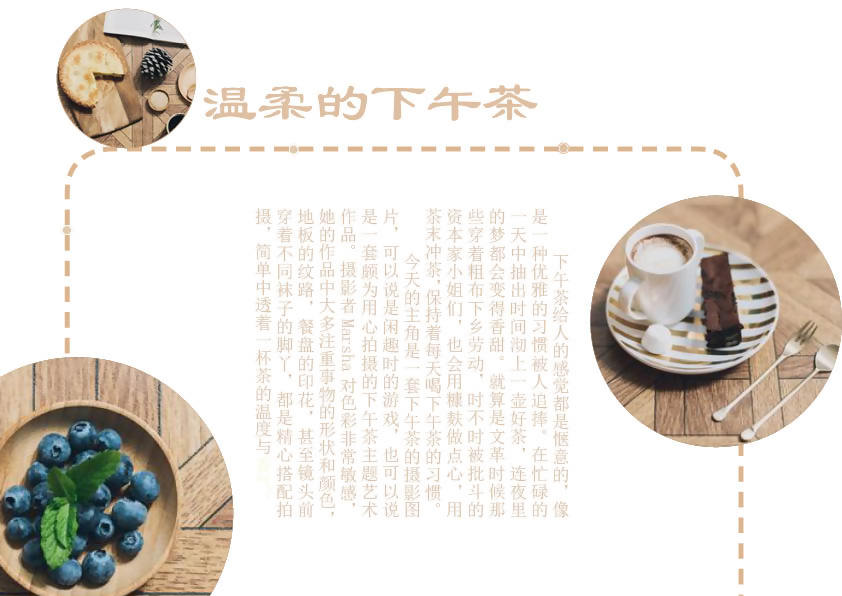 温柔的下午茶
下午茶给人的感觉都是惬意的，像
是一种优雅的习惯被人追捧。在忙碌的
一天中抽出时间沏上一壶好茶，连夜里
的梦都会变得香甜。就算是文革时候那
些穿着粗布下乡劳动，时不时被批斗的
资本家小姐们，也会用糠麸做点心，用
茶末冲茶，保持着每天喝下午茶的习惯。
今天的主角是一套下午茶的摄影图
片，可以说是闲趣时的游戏，也可以说
是一套颇为用心拍摄的下午茶主题艺术
作品。摄影者 Marsha 对色彩非常敏感，
她的作品中大多注重事物的形状和颜色，
地板的纹路，餐盘的印花，甚至镜头前
穿着不同袜子的脚丫，都是精心搭配拍
摄，简单中透着一杯茶的温度与